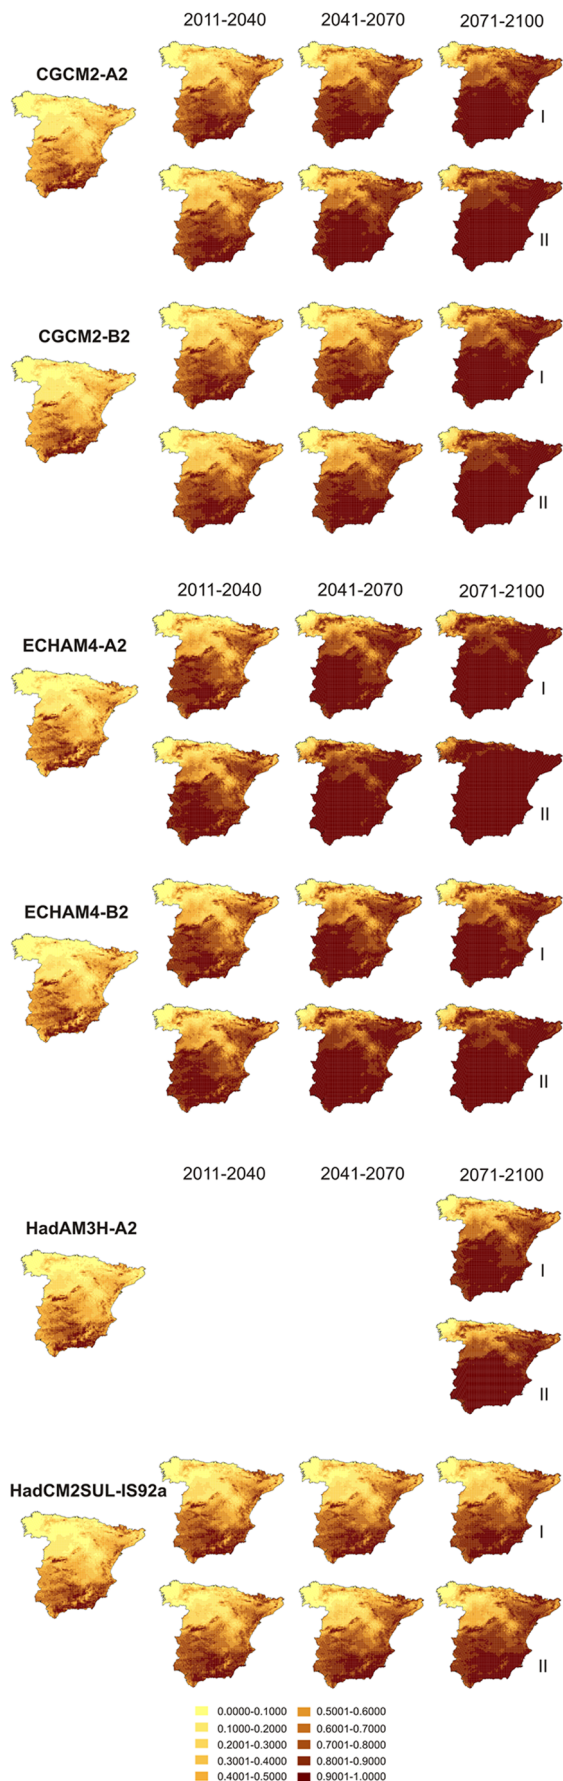 2011-2040 2041-2070 2071-2100
CGCM2-A2
I
II
CGCM2-B2
I
II
2011-2040 2041-2070 2071-2100
ECHAM4-A2
I
II
ECHAM4-B2
I
II
2011-2040 2041-2070 2071-2100
HadAM3H-A2
I
II
HadCM2SUL-IS92a
I
II
0.0000-0.1000 0.5001-0.6000
0.1000-0.2000 0.6001-0.7000
0.2001-0.3000 0.7001-0.8000
0.3001-0.4000 0.8001-0.9000
0.4001-0.5000 0.9001-1.0000